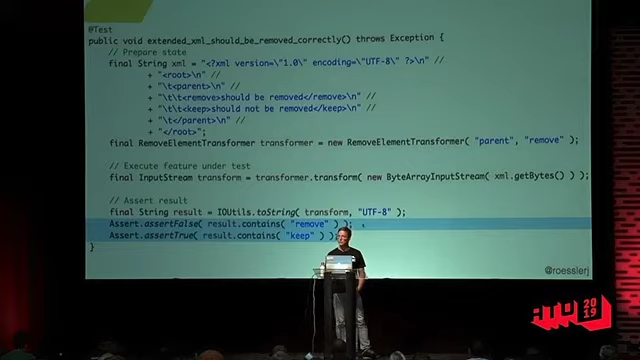 @Test
public void extended_xml_should_be_removed_correctly() throws Exception {
// Prepare state
final String xml = "<?xml version=\"1.0\" encoding=\"UTF-8\" ?>\n" //
+ "<root>\n" //
+ "\t<parent>\n" //
+ "\t\t<remove>should be removed</remove>\n" //
+ "\t\t<keep>should not be removed</keep>\n" //
+ "\t</parent>\n" //
+ "</root>";
final RemoveElementTransformer transformer = new RemoveElementTransformer( "parent", "remove" );
// Execute feature under test
final InputStream transform = transformer.transform( new ByteArrayInputStream( xml.getBytes() ) );
// Assert result
final String result = IOUtils.toString( transform, "UTF-8" );
Assert.assertFalse( result.contains( "remove" ) );
Assert.assertTrue( result.contains( "keep" ) );
}
@roesslerj
ATO 2019